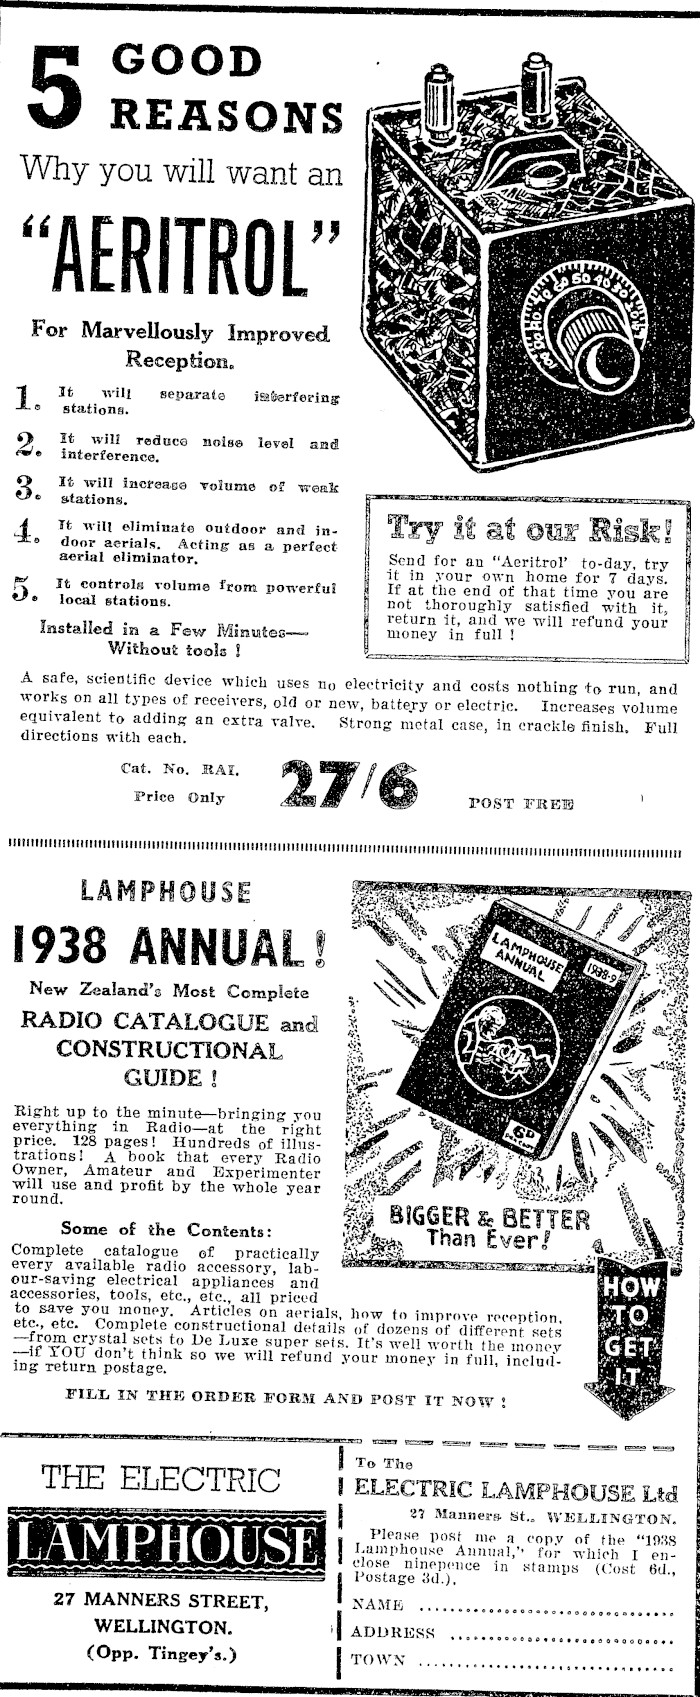 5 GOOD
REASONS
Why you will want an
"AERITROL"
For Marvellously Improved
Reception.
1. It will separate interfering
stations.
2. It will reduce noise level and
interference.
3. It will increase volume of weak
stations.
4. It will eliminate outdoor and in-
door aerials. Acting as a perfect
aerial eliminator.
5. It controls volume from powerful
local stations.
Installed in a Few Minutes—
Without tools !
Try it at our Risk!
Send for an "Aeritrol' to-day, try
it in your own home for 7 days.
If at the end of that time you are
not thoroughly satisfied with it,
return it, and we will refund your
money in full !
A safe, scientific device which uses no electricity and costs nothing to run, and
works on all types of receivers, old or new, battery or electric. Increases volume
equivalent to adding an extra valve. Strong metal case, in crackle finish. Full
directions with each.
Cat. No. RAI.
Price Only 27/6 POST FREE
LAMPHOUSE
1938 ANNUAL!
New Zealand's Most Complete
RADIO CATALOGUE and
CONSTRUCTIONAL
GUIDE !
Right up to the minute—bringing you
everything in Radio—at the right
price. 128 pages! Hundreds of illus-
trations! A book that every Radio
Owner, Amateur and Experimenter
will use and profit by the whole year
round.
LAMPHOUSE
ANNUAL
1938-9
6D
BIGGER & BETTER
Than Ever!
Some of the Contents:
Complete catalogue of practically
every available radio accessory, lab-
our-saving electrical appliances and
accessories, tools, etc., etc., all priced
to save you money. Articles on aerials, how to improve reception,
etc., etc. Complete constructional details of dozens of different sets
—from crystal sets to De Luxe super sets. It's well worth the money
—if YOU don't think so we will refund your money in full, includ-
ing return postage.
HOW
TO
GET
IT
FILL IN THE ORDER FORM AND POST IT NOW !
THE ELECTRIC
LAMPHOUSE
27 MANNERS STREET,
WELLINGTON.
(Opp. Tingey's.)
To The
ELECTRIC LAMPHOUSE Ltd
27 Manners St., WELLINGTON.
Please post me a copy of the "1938
Lamphouse Annual," for which I en-
close ninepence in stamps (Cost 6d.,
Postage 3d.).
NAME ..............................
ADDRESS ..............................
TOWN ..............................